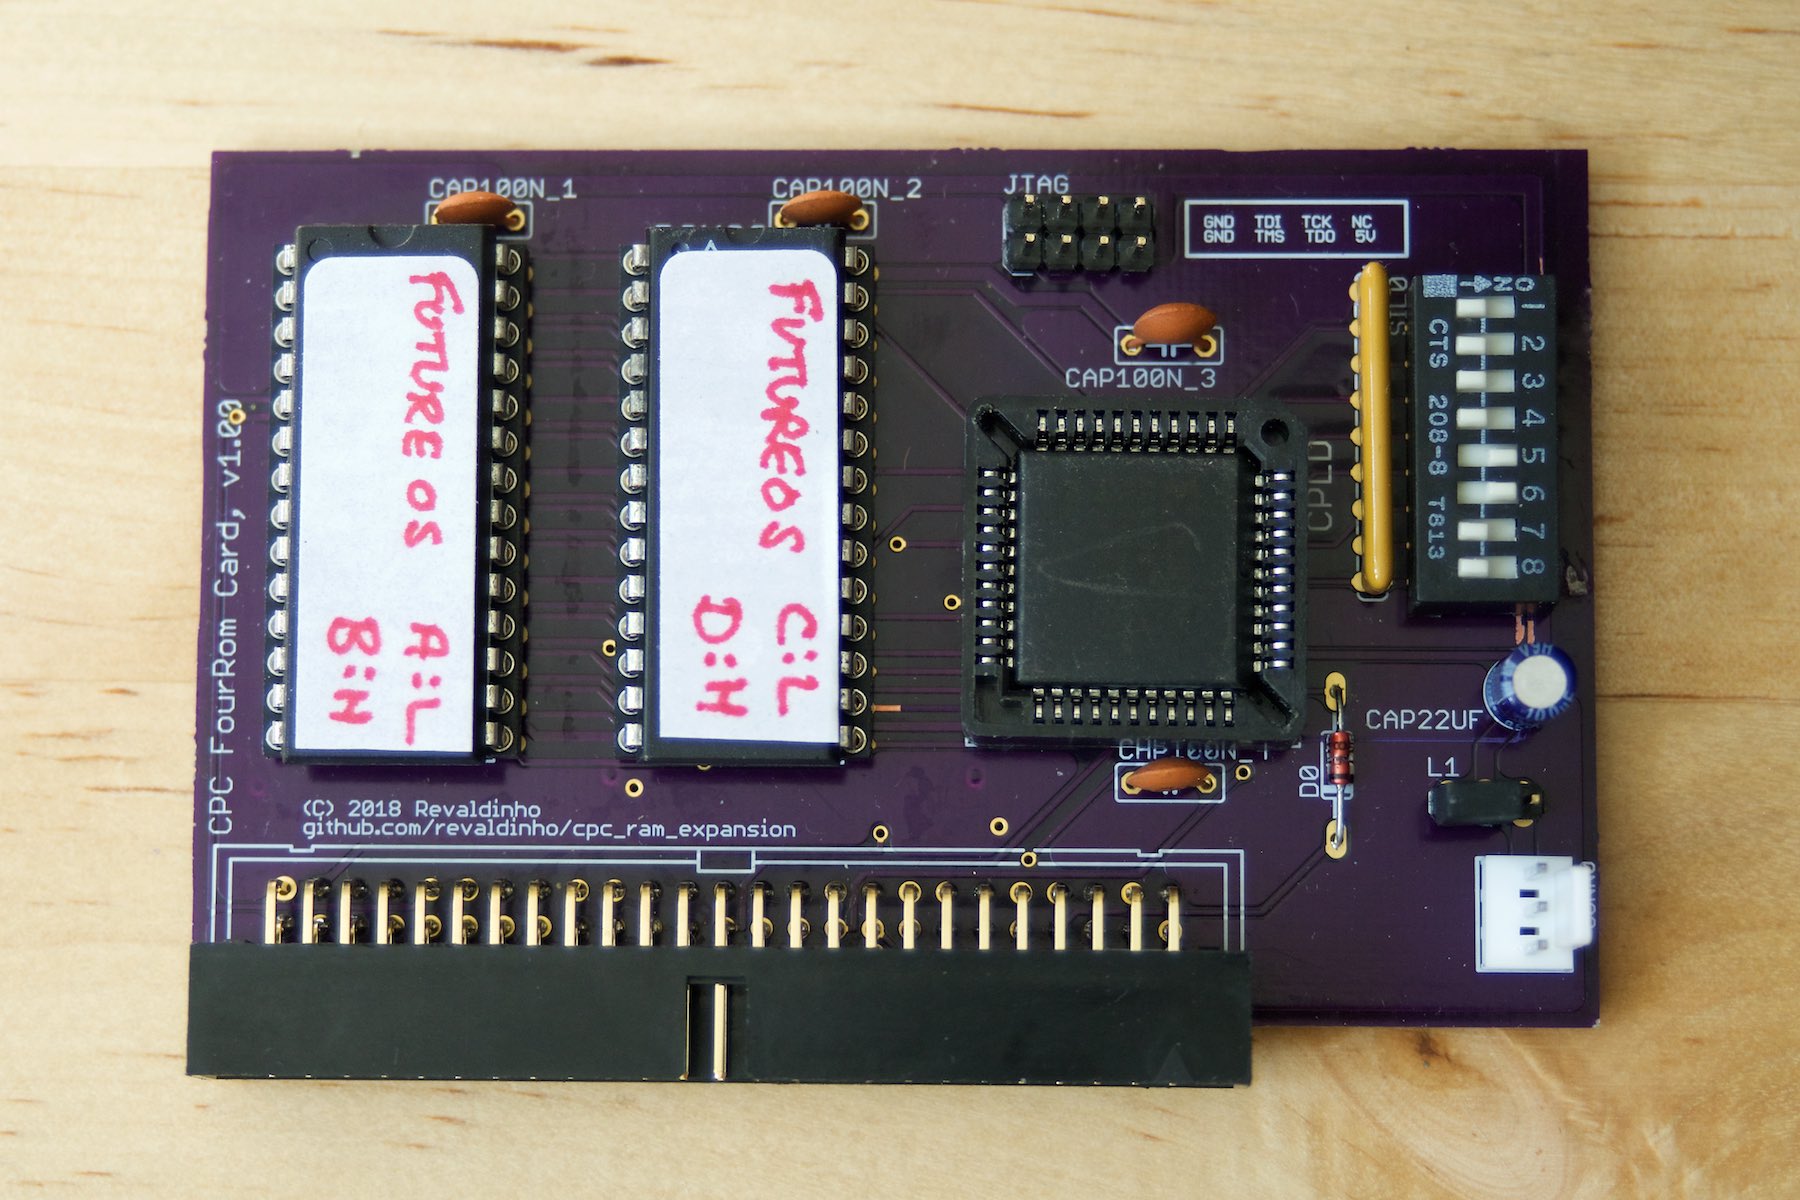 CAP100N_1
CAP100N_2
JTAG
GND TDI TCK NC
GND TMS TDO 5V
FUTURE OS
A:L
B:H
FUTUREOS
C:L
D:H
CAP100N_3
SIL0
ON
1
2
3
4
5
6
7
8
CTS 208-8 T813
CPLD
CPC FourRom Card, v1.00
CAP22UF
L1
D0
(C) 2018 Revaldinho
github.com/revaldinho/cpc_ram_expansion